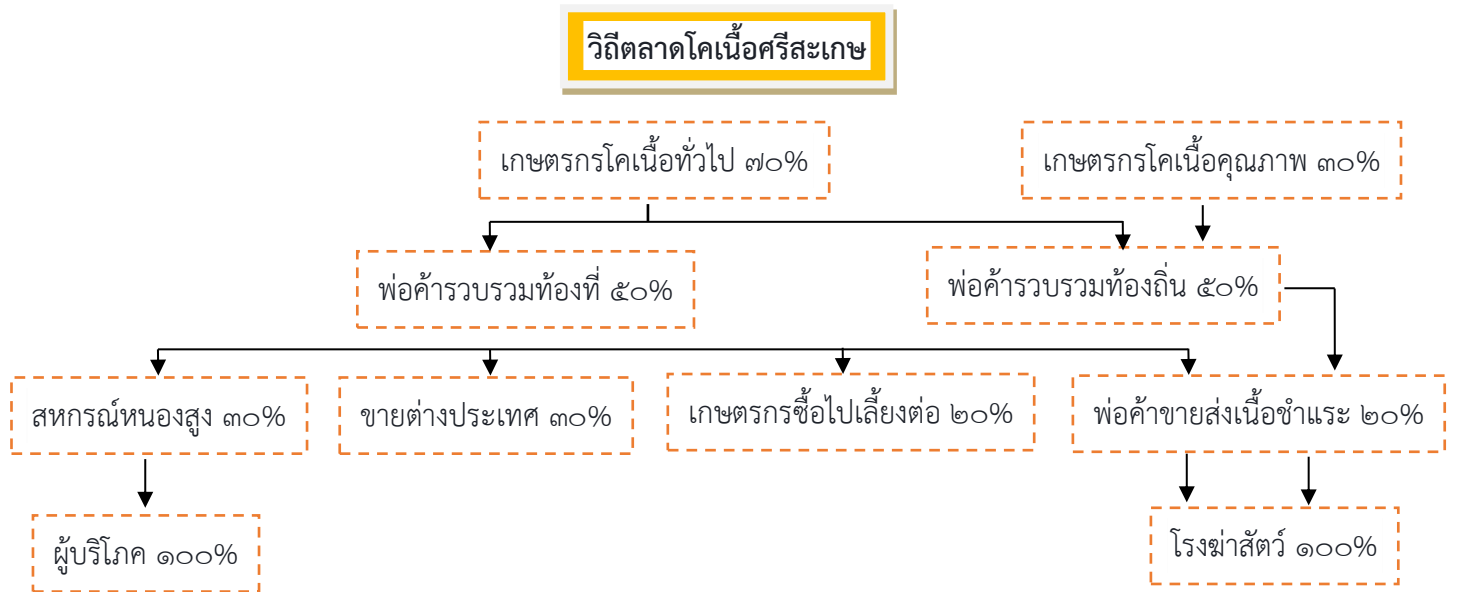 วิถีตลาดโคเนื้อศรีสะเกษ
เกษตรกรโคเนื้อทั่วไป ๗๐%
เกษตรกรโคเนื้อคุณภาพ ๓๐%
พ่อค้ารวบรวมท้องที่ ๕๐%
พ่อค้ารวบรวมท้องถิ่น ๕๐%
สหกรณ์หนองสูง ๓๐%
ขายต่างประเทศ ๓๐%
เกษตรกรซื้อไปเลี้ยงต่อ ๒๐%
พ่อค้าขายส่งเนื้อชำแระ ๒๐%
ผู้บริโภค ๑๐๐%
โรงฆ่าสัตว์ ๑๐๐%